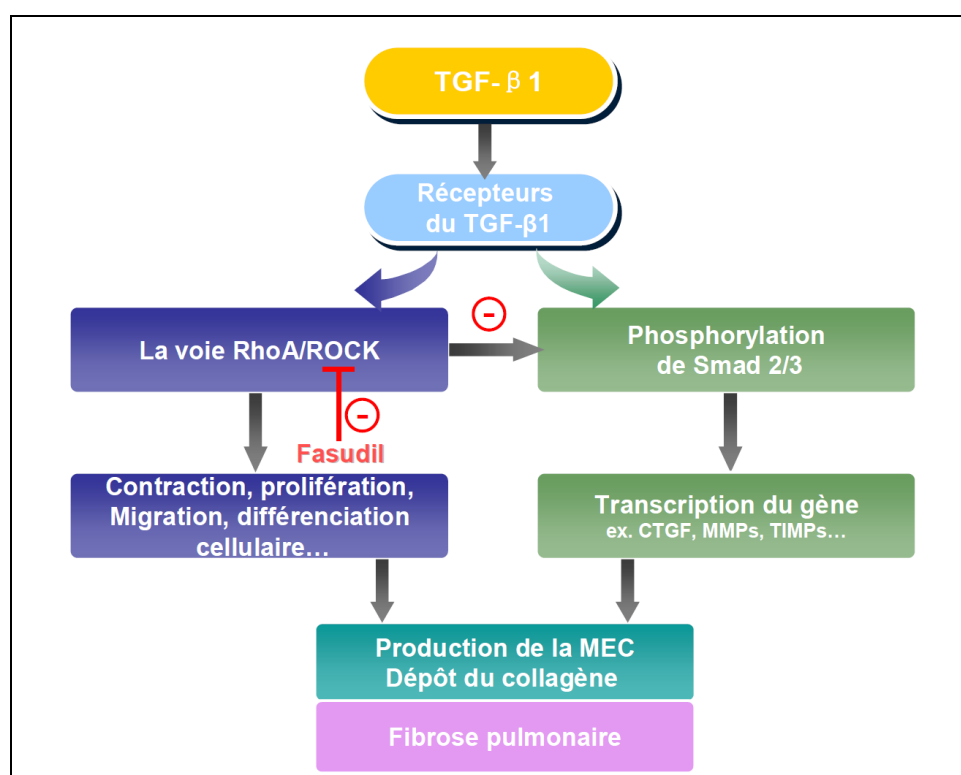 TGF-β1
Récepteurs
du TGF-β1
La voie RhoA/ROCK
-
Phosphorylation
de Smad 2/3
-
Fasudil
Contraction, prolifération,
Migration, différenciation
cellulaire…
Transcription du gène
ex. CTGF, MMPs, TIMPs…
Production de la MEC
Dépôt du collagène
Fibrose pulmonaire